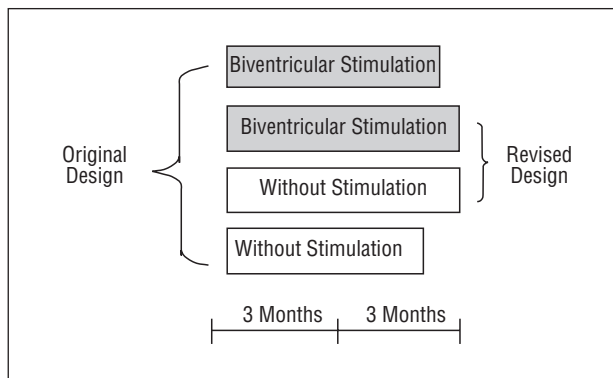 Biventricular Stimulation
Biventricular Stimulation
Original
Design
Revised
Design
Without Stimulation
Without Stimulation
3 Months 3 Months